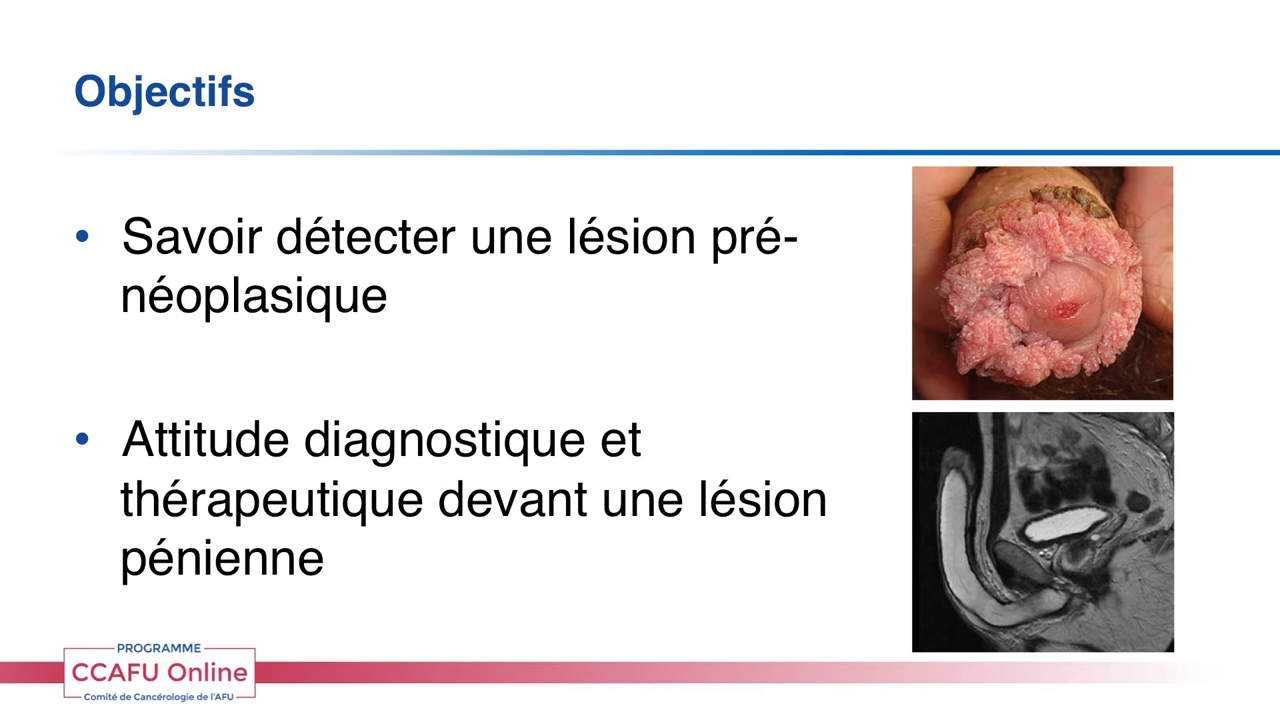 Objectifs
• Savoir détecter une lésion pré-
néoplasique
• Attitude diagnostique et
thérapeutique devant une lésion
pénienne
PROGRAMME
CCAFU Online
Comité de Cancérologie de l'AFU